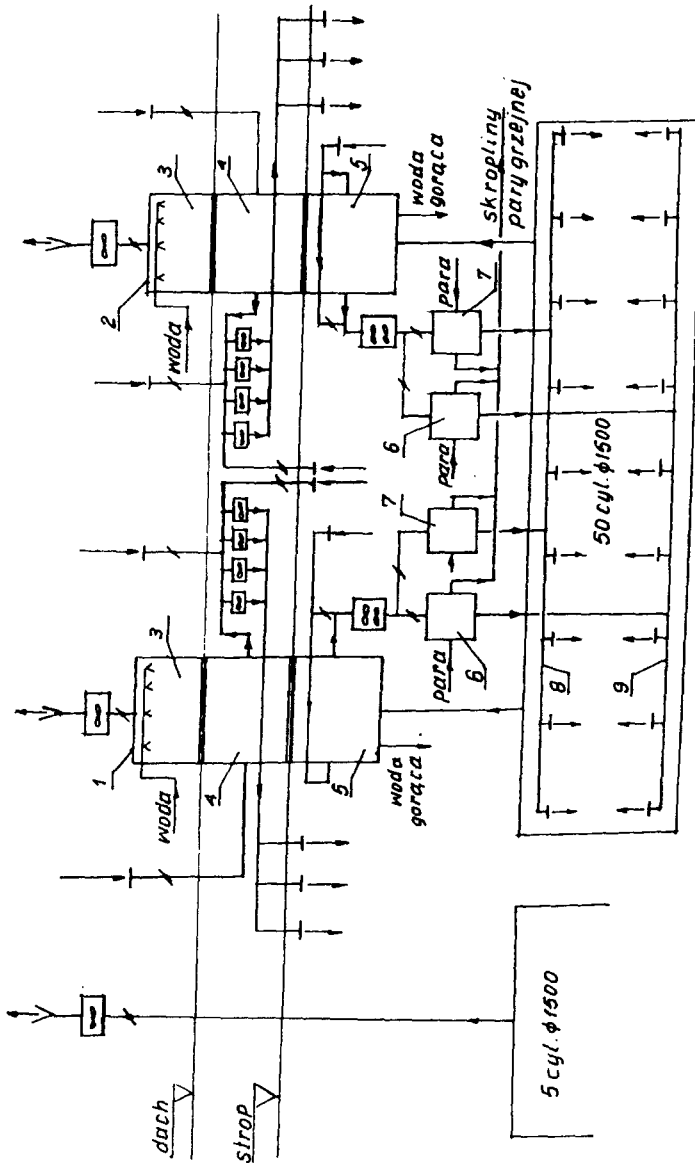 dach
strop
5 cyl. ϕ1500
1
woda
3
4
5
woda
gorąca
para
6
7
8
9
50 cyl. ϕ1500
2
woda
3
4
5
woda
gorąca
para
6
para
7
skropliny
pary grzejnej